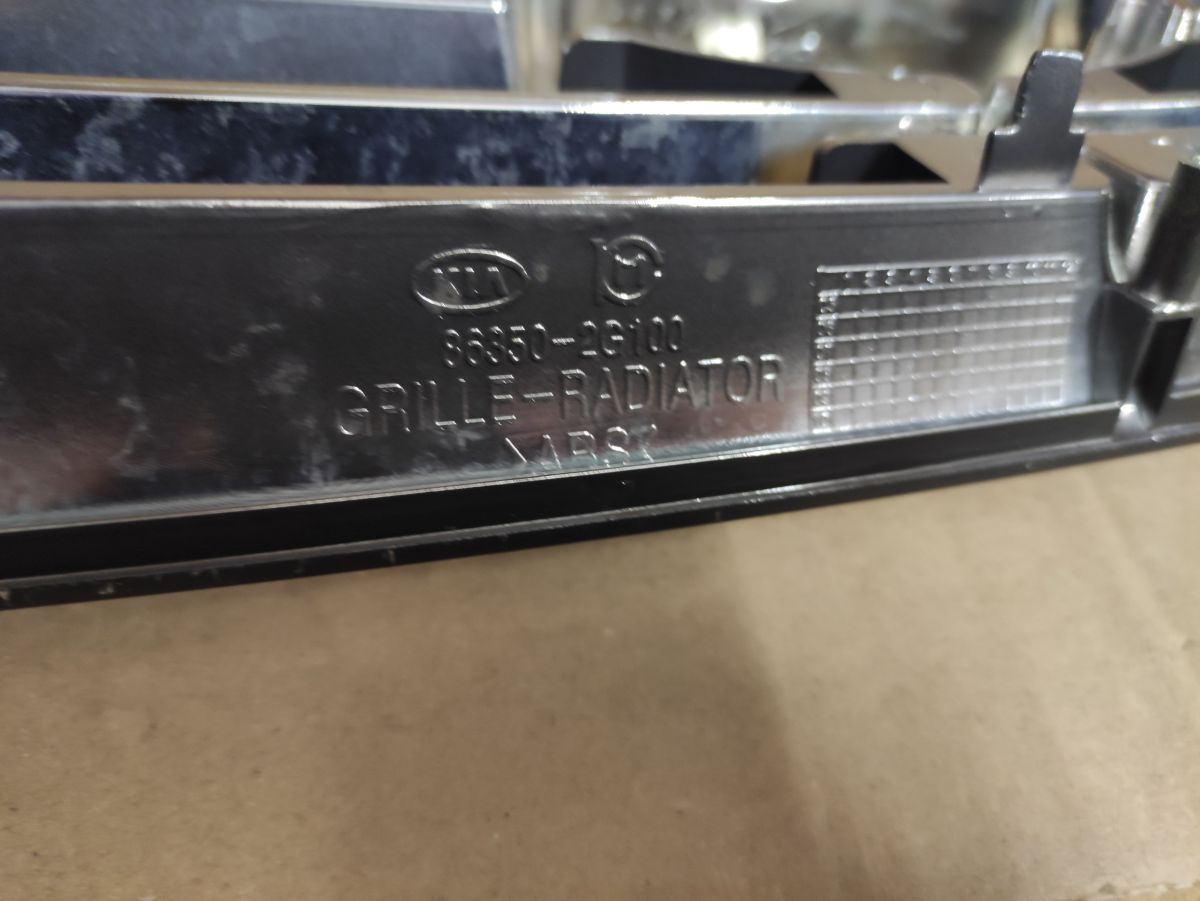 KIA
86350-2G100
GRILLE-RADIATOR
>ABS<